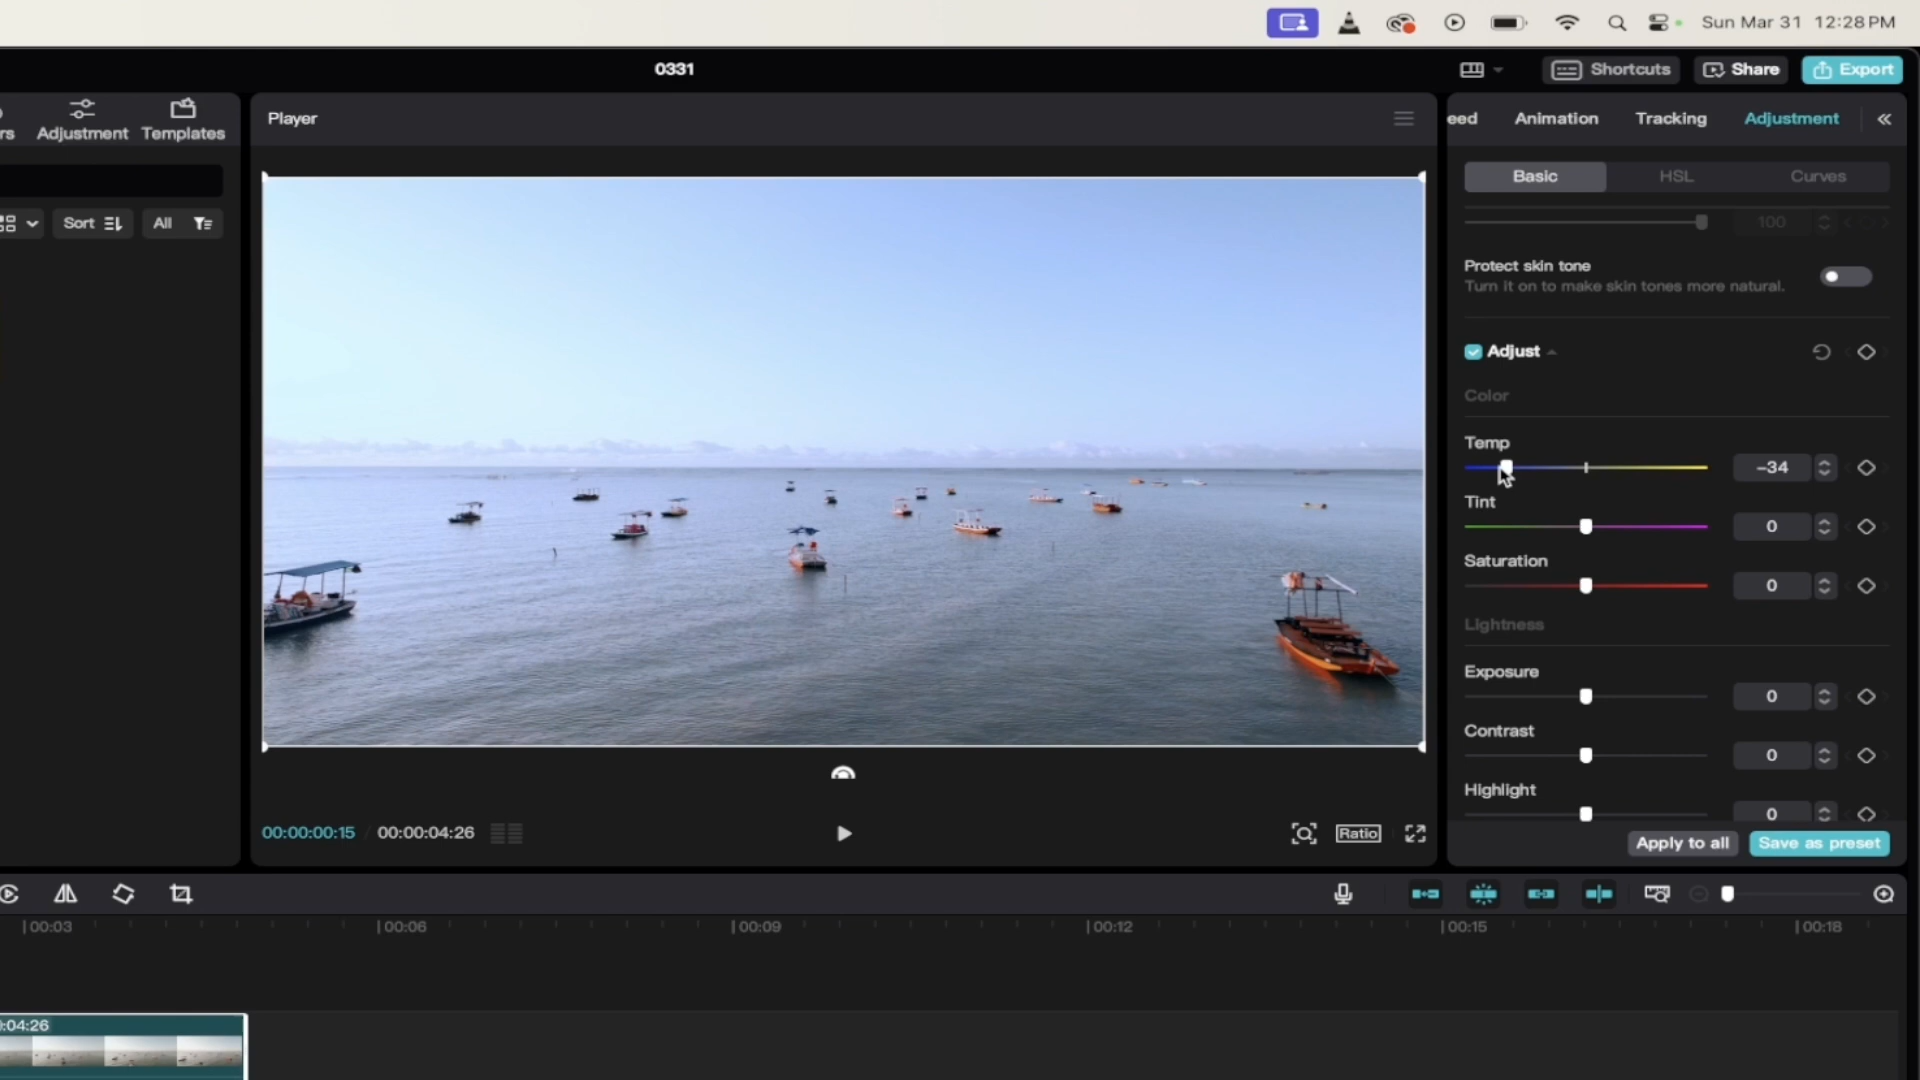 Sun Mar 31 12:28 PM
0331
Shortcuts
Share
Export
rs
Adjustment
Templates
Player
eed
Animation
Tracking
Adjustment
Basic
HSL
Curves
Sort
All
100
Protect skin tone
Turn it on to make skin tones more natural.
Adjust
Color
Temp
-34
Tint
0
Saturation
0
Lightness
Exposure
0
Contrast
0
Highlight
0
00:00:00:15 / 00:00:04:26
Ratio
Apply to all
Save as preset
00:03
00:06
00:09
00:12
00:15
00:18
:04:26